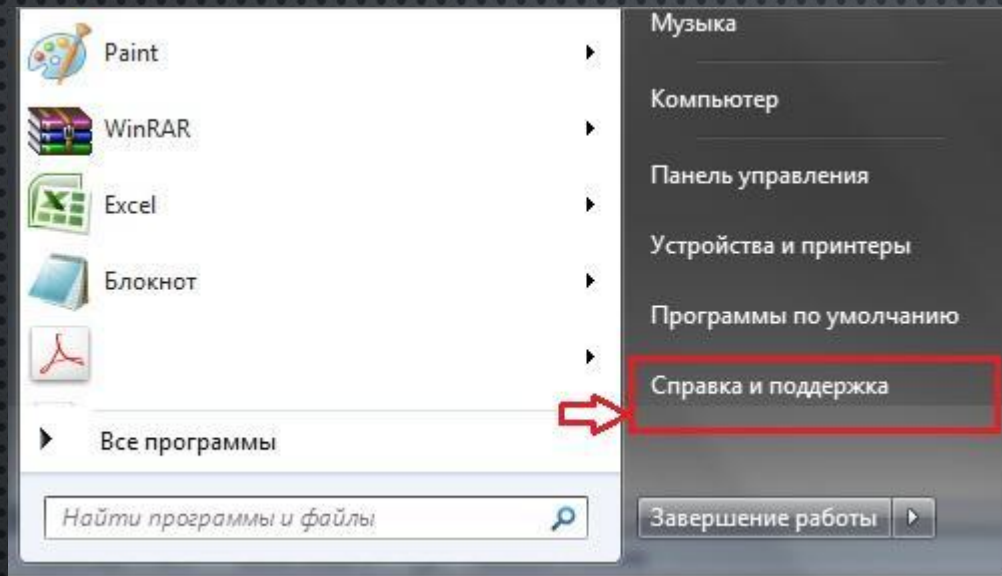 Paint
WinRAR
Excel
Блокнот
Все программы
Найти программы и файлы
Музыка
Компьютер
Панель управления
Устройства и принтеры
Программы по умолчанию
Справка и поддержка
Завершение работы